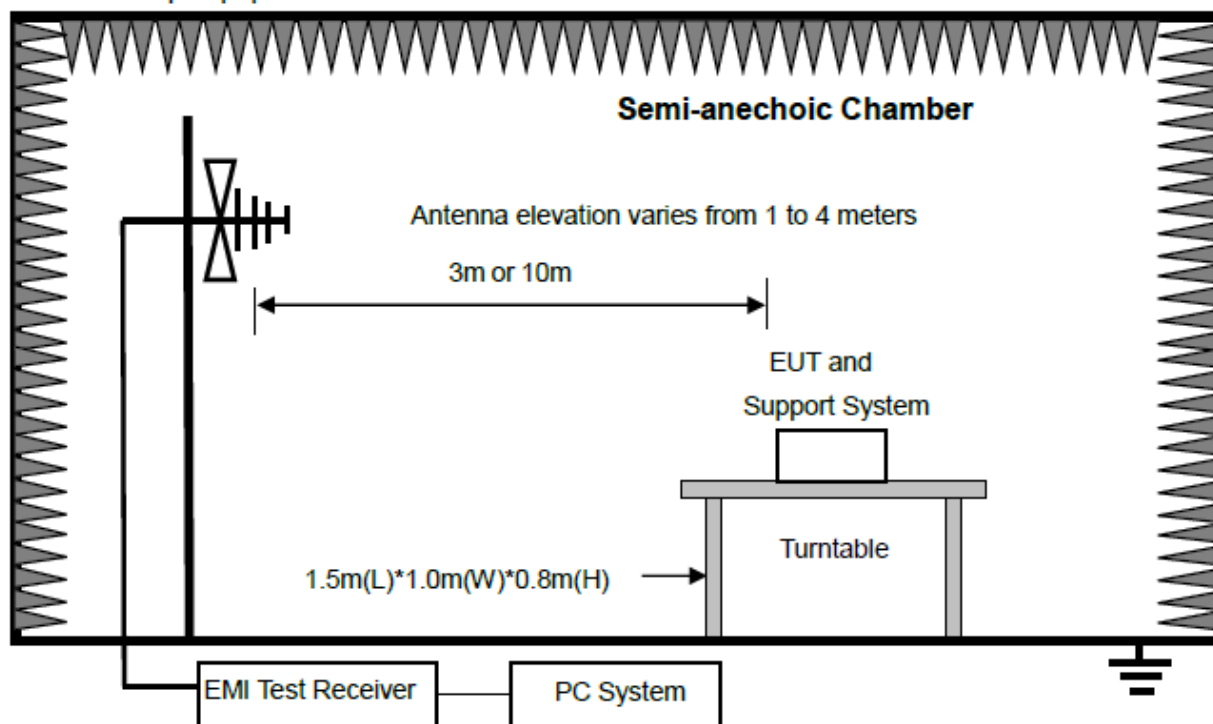 Semi-anechoic Chamber
Antenna elevation varies from 1 to 4 meters
3m or 10m
EUT and
Support System
Turntable
1.5m(L)*1.0m(W)*0.8m(H)
EMI Test Receiver
PC System